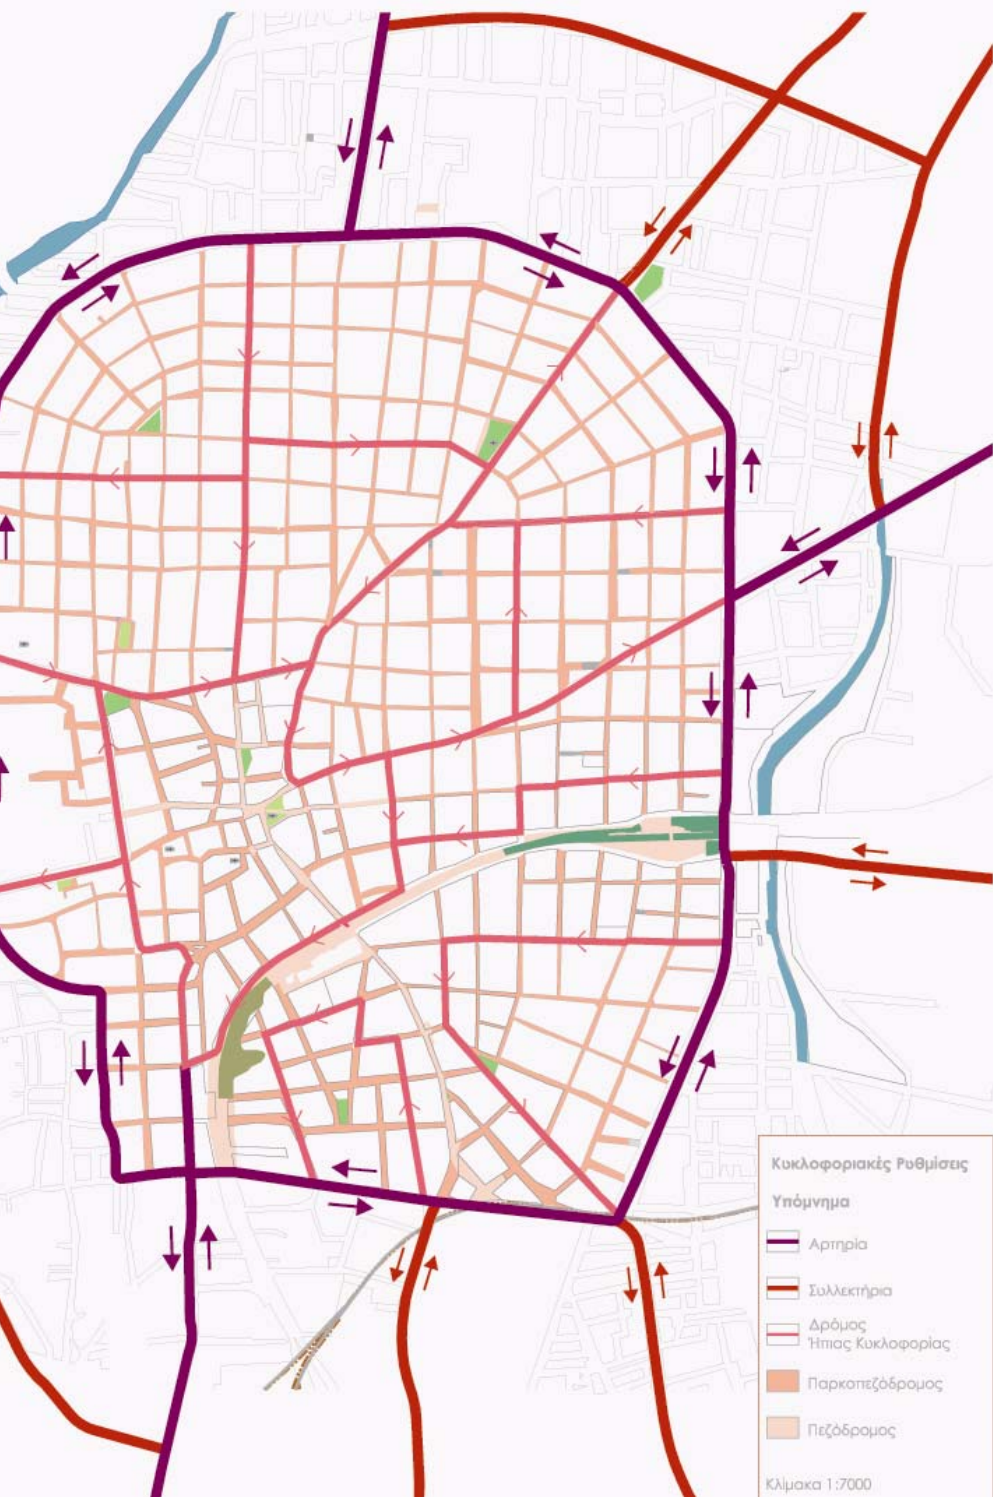 Κυκλοφοριακές Ρυθμίσεις
Υπόμνημα
Αρτηρία
Συλλεκτήρια
Δρόμος
Ήπιας Κυκλοφορίας
Παρκοπεζόδρομος
Πεζόδρομος
Κλίμακα 1:7000